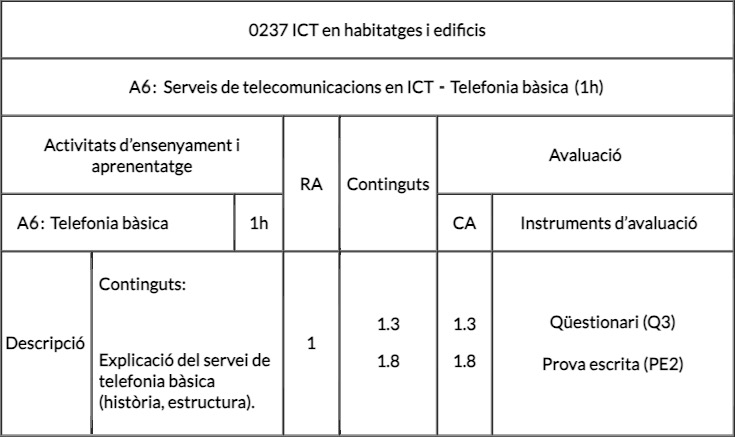 0237 ICT en habitatges i edificis
A6: Serveis de telecomunicacions en ICT - Telefonia bàsica (1h)
Activitats d'ensenyament i
aprenentatge
RA
Continguts
Avaluació
A6: Telefonia bàsica
1h
CA
Instruments d'avaluació
Descripció
Continguts:
Explicació del servei de
telefonia bàsica
(història, estructura).
1
1.3
1.8
1.3
1.8
Qüestionari (Q3)
Prova escrita (PE2)